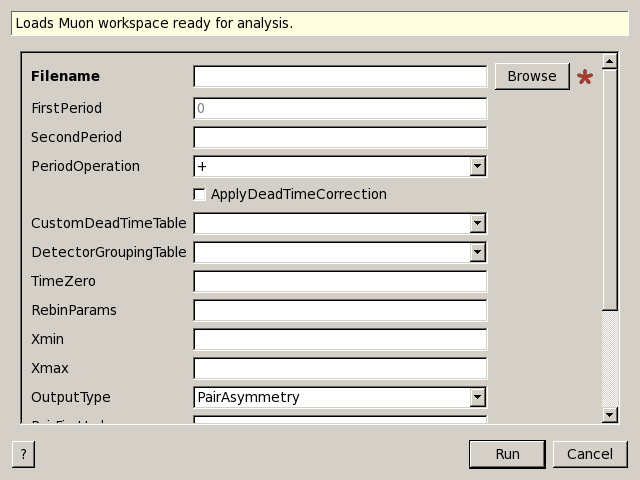 Loads Muon workspace ready for analysis.
Filename
Browse
FirstPeriod 0
SecondPeriod
PeriodOperation +
ApplyDeadTimeCorrection
CustomDeadTimeTable
DetectorGroupingTable
TimeZero
RebinParams
Xmin
Xmax
OutputType PairAsymmetry
? Run Cancel